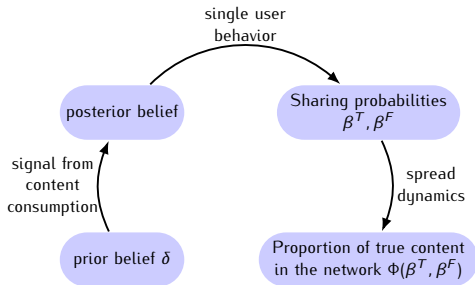 single user
behavior
posterior belief
Sharing probabilities
β^T, β^F
signal from
content
consumption
spread
dynamics
prior belief δ
Proportion of true content
in the network Φ(β^T, β^F)